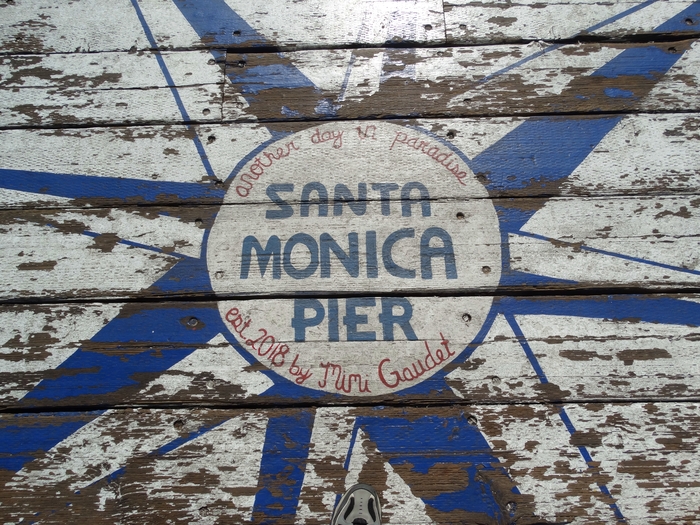 another day in paradise
SANTA
MONICA
PIER
est. 2018 by Mimi Gaudet